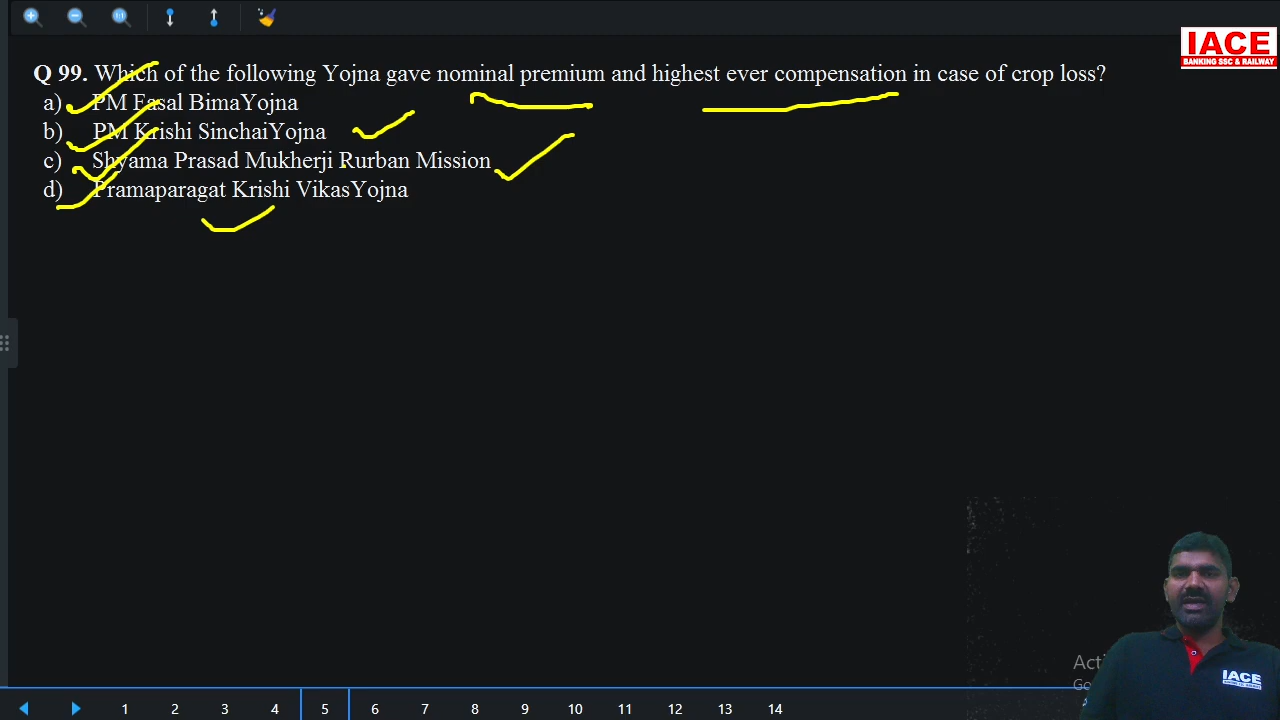 IACE
BANKING SSC & RAILWAY
Q 99. Which of the following Yojna gave nominal premium and highest ever compensation in case of crop loss?
a) PM Fasal BimaYojna
b) PM Krishi SinchaiYojna
c) Shyama Prasad Mukherji Rurban Mission
d) Pramaparagat Krishi VikasYojna
Acti
Go
IACE
1 2 3 4 5 6 7 8 9 10 11 12 13 14